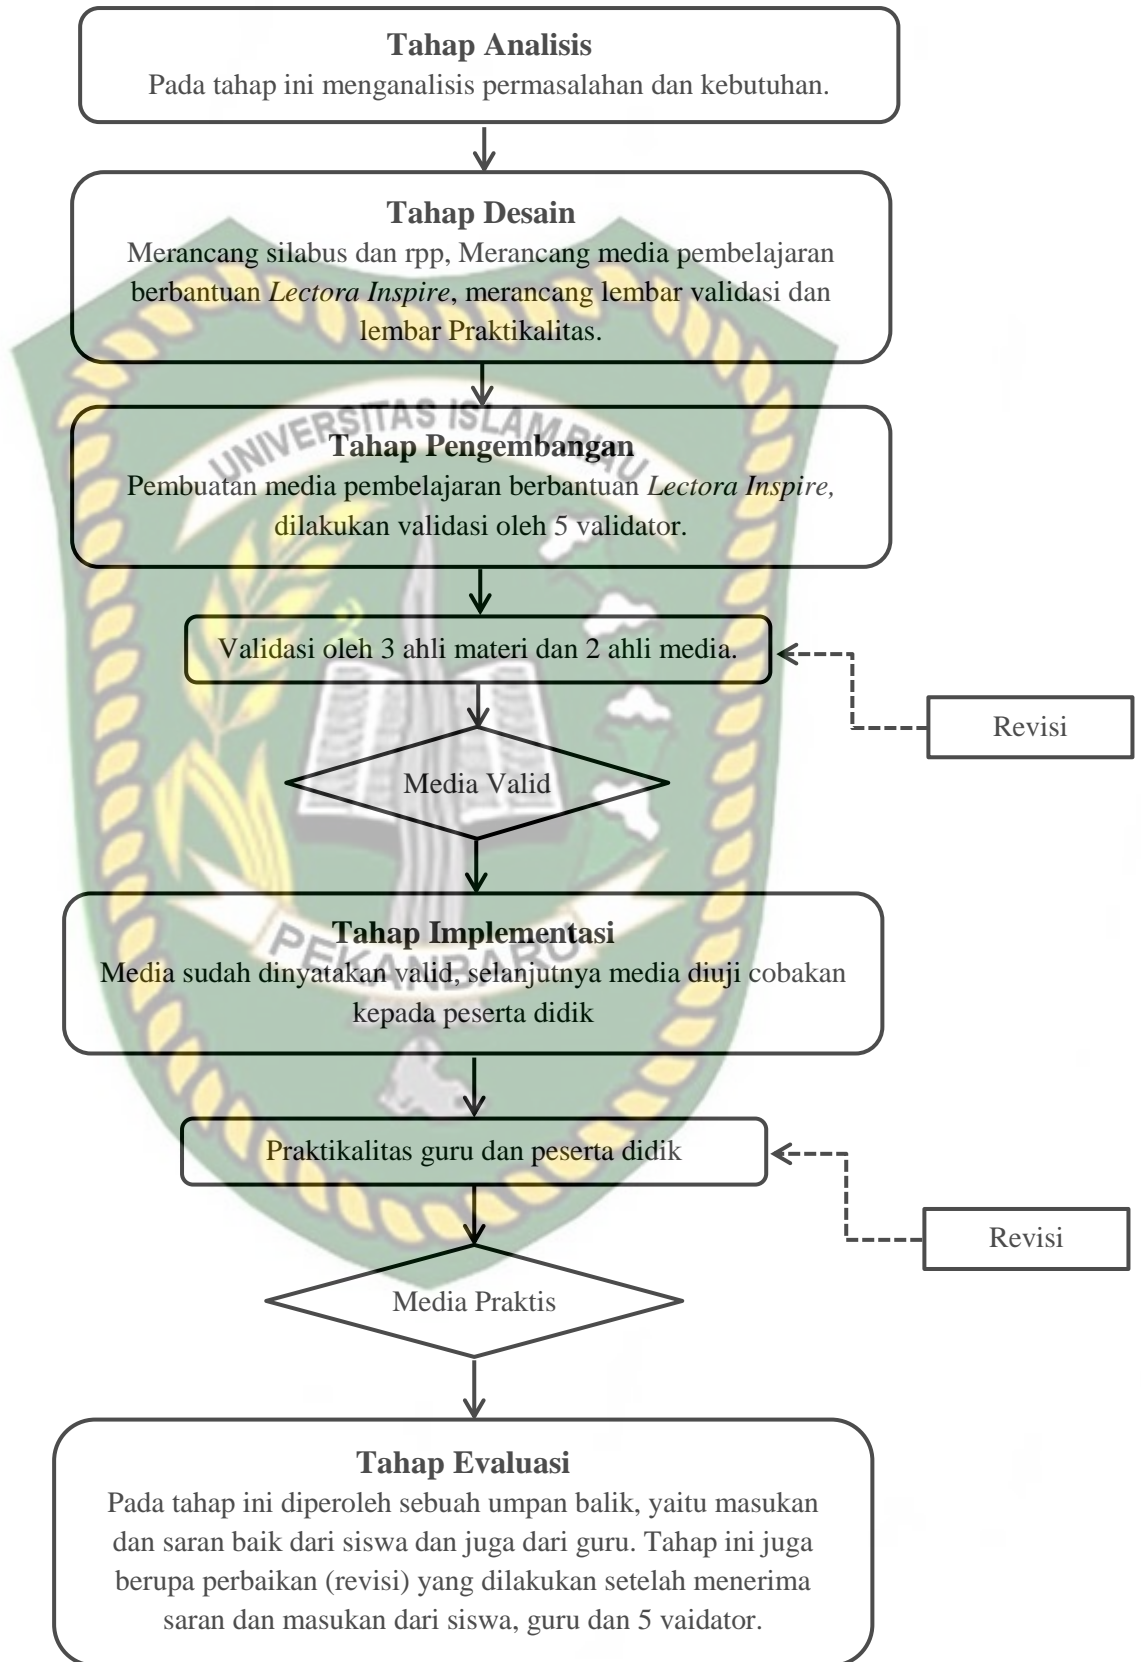 Tahap Analisis
Pada tahap ini menganalisis permasalahan dan kebutuhan.
Tahap Desain
Merancang silabus dan rpp, Merancang media pembelajaran
berbantuan Lectora Inspire, merancang lembar validasi dan
lembar Praktikalitas.
UNIVERSITAS ISLAM RIAU
Tahap Pengembangan
Pembuatan media pembelajaran berbantuan Lectora Inspire,
dilakukan validasi oleh 5 validator.
Validasi oleh 3 ahli materi dan 2 ahli media.
Revisi
Media Valid
Tahap Implementasi
PEKANBARU
Media sudah dinyatakan valid, selanjutnya media diuji cobakan
kepada peserta didik
Praktikalitas guru dan peserta didik
Revisi
Media Praktis
Tahap Evaluasi
Pada tahap ini diperoleh sebuah umpan balik, yaitu masukan
dan saran baik dari siswa dan juga dari guru. Tahap ini juga
berupa perbaikan (revisi) yang dilakukan setelah menerima
saran dan masukan dari siswa, guru dan 5 vaidator.